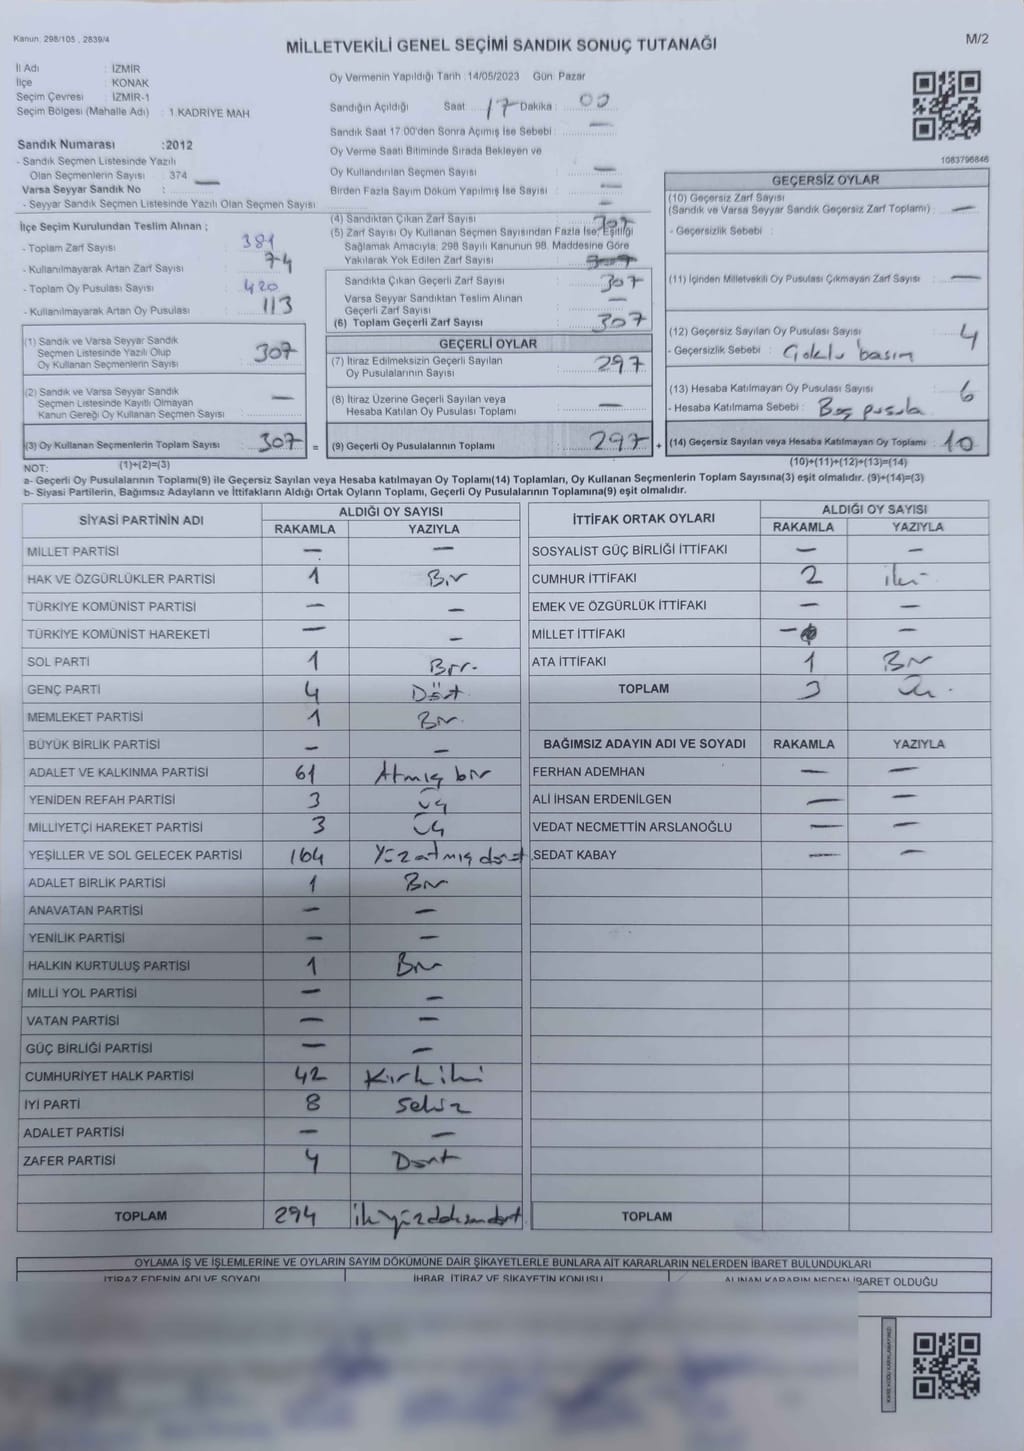 Kanun: 298/105 , 2839/4
MİLLETVEKİLİ GENEL SEÇİMİ SANDIK SONUÇ TUTANAĞI
M/2
İl Adı : İZMİR
İlçe : KONAK
Seçim Çevresi : İZMİR-1
Seçim Bölgesi (Mahalle Adı) : 1.KADRİYE MAH
Sandık Numarası :2012
- Sandık Seçmen Listesinde Yazılı
Olan Seçmenlerin Sayısı : 374 —
Varsa Seyyar Sandık No :
- Seyyar Sandık Seçmen Listesinde Yazılı Olan Seçmen Sayısı : —
Oy Vermenin Yapıldığı Tarih :14/05/2023 Gün: Pazar
Sandığın Açıldığı Saat : 17 Dakika : 00
Sandık Saat 17:00'den Sonra Açımış İse Sebebi : —
Oy Verme Saati Bitiminde Sırada Bekleyen ve
Oy Kullandırılan Seçmen Sayısı : —
Birden Fazla Sayım Döküm Yapılmış İse Sayısı : —
1083796846
İlçe Seçim Kurulundan Teslim Alınan ;
- Toplam Zarf Sayısı : 381
- Kullanılmayarak Artan Zarf Sayısı : 74
- Toplam Oy Pusulası Sayısı : 420
- Kullanılmayarak Artan Oy Pusulası : 113
(1) Sandık ve Varsa Seyyar Sandık
Seçmen Listesinde Yazılı Olup
Oy Kullanan Seçmenlerin Sayısı : 307
(2) Sandık ve Varsa Seyyar Sandık
Seçmen Listesinde Kayıtlı Olmayan
Kanun Gereği Oy Kullanan Seçmen Sayısı : —
(3) Oy Kullanan Seçmenlerin Toplam Sayısı : 307 =
(4) Sandıktan Çıkan Zarf Sayısı : 307
(5) Zarf Sayısı Oy Kullanan Seçmen Sayısından Fazla İse, Eşitliği
Sağlamak Amacıyla; 298 Sayılı Kanunun 98. Maddesine Göre
Yakılarak Yok Edilen Zarf Sayısı :
Sandıkta Çıkan Geçerli Zarf Sayısı : 307
Varsa Seyyar Sandıktan Teslim Alınan
Geçerli Zarf Sayısı : —
(6) Toplam Geçerli Zarf Sayısı : 307
GEÇERLİ OYLAR
(7) İtiraz Edilmeksizin Geçerli Sayılan
Oy Pusulalarının Sayısı : 297
(8) İtiraz Üzerine Geçerli Sayılan veya
Hesaba Katılan Oy Pusulası Toplamı : —
(9) Geçerli Oy Pusulalarının Toplamı : 297 +
GEÇERSİZ OYLAR
(10) Geçersiz Zarf Sayısı
(Sandık ve Varsa Seyyar Sandık Geçersiz Zarf Toplamı) : —
- Geçersizlik Sebebi :
(11) İçinden Milletvekili Oy Pusulası Çıkmayan Zarf Sayısı : —
(12) Geçersiz Sayılan Oy Pusulası Sayısı : 4
- Geçersizlik Sebebi : Çoklu basım
(13) Hesaba Katılmayan Oy Pusulası Sayısı : 6
- Hesaba Katılmama Sebebi : Boş pusula
(14) Geçersiz Sayılan veya Hesaba Katılmayan Oy Toplamı : 10
NOT: (1)+(2)=(3)
(10)+(11)+(12)+(13)=(14)
a- Geçerli Oy Pusulalarının Toplamı(9) ile Geçersiz Sayılan veya Hesaba katılmayan Oy Toplamı(14) Toplamları, Oy Kullanan Seçmenlerin Toplam Sayısına(3) eşit olmalıdır. (9)+(14)=(3)
b- Siyasi Partilerin, Bağımsız Adayların ve İttifakların Aldığı Ortak Oyların Toplamı, Geçerli Oy Pusulalarının Toplamına(9) eşit olmalıdır.
SİYASİ PARTİNİN ADI ALDIĞI OY SAYISI
RAKAMLA YAZIYLA
MİLLET PARTİSİ — —
HAK VE ÖZGÜRLÜKLER PARTİSİ 1 Bir
TÜRKİYE KOMÜNİST PARTİSİ — —
TÜRKİYE KOMÜNİST HAREKETİ — —
SOL PARTİ 1 Bir.
GENÇ PARTİ 4 Dört.
MEMLEKET PARTİSİ 1 Bir.
BÜYÜK BİRLİK PARTİSİ — —
ADALET VE KALKINMA PARTİSİ 61 Atmış bir
YENİDEN REFAH PARTİSİ 3 Üç
MİLLİYETÇİ HAREKET PARTİSİ 3 Üç
YEŞİLLER VE SOL GELECEK PARTİSİ 164 Yüzatmış dört
ADALET BİRLİK PARTİSİ 1 Bir
ANAVATAN PARTİSİ — —
YENİLİK PARTİSİ — —
HALKIN KURTULUŞ PARTİSİ 1 Bir
MİLLİ YOL PARTİSİ — —
VATAN PARTİSİ — —
GÜÇ BİRLİĞİ PARTİSİ — —
CUMHURİYET HALK PARTİSİ 42 Kırkiki
İYİ PARTİ 8 Sekiz
ADALET PARTİSİ — —
ZAFER PARTİSİ 4 Dört
TOPLAM 294 ikiyüzdoksandört
İTTİFAK ORTAK OYLARI ALDIĞI OY SAYISI
RAKAMLA YAZIYLA
SOSYALİST GÜÇ BİRLİĞİ İTTİFAKI — —
CUMHUR İTTİFAKI 2 iki
EMEK VE ÖZGÜRLÜK İTTİFAKI — —
MİLLET İTTİFAKI — —
ATA İTTİFAKI 1 Bir
TOPLAM 3 Üç.
BAĞIMSIZ ADAYIN ADI VE SOYADI RAKAMLA YAZIYLA
FERHAN ADEMHAN — —
ALİ İHSAN ERDENİLGEN — —
VEDAT NECMETTİN ARSLANOĞLU — —
SEDAT KABAY — —
TOPLAM
OYLAMA İŞ VE İŞLEMLERİNE VE OYLARIN SAYIM DÖKÜMÜNE DAİR ŞİKAYETLERLE BUNLARA AİT KARARLARIN NELERDEN İBARET BULUNDUKLARI
İTİRAZ EDENİN ADI VE SOYADI İHBAR, İTİRAZ VE ŞİKAYETİN KONUSU ALINAN KARARIN NEDEN İBARET OLDUĞU